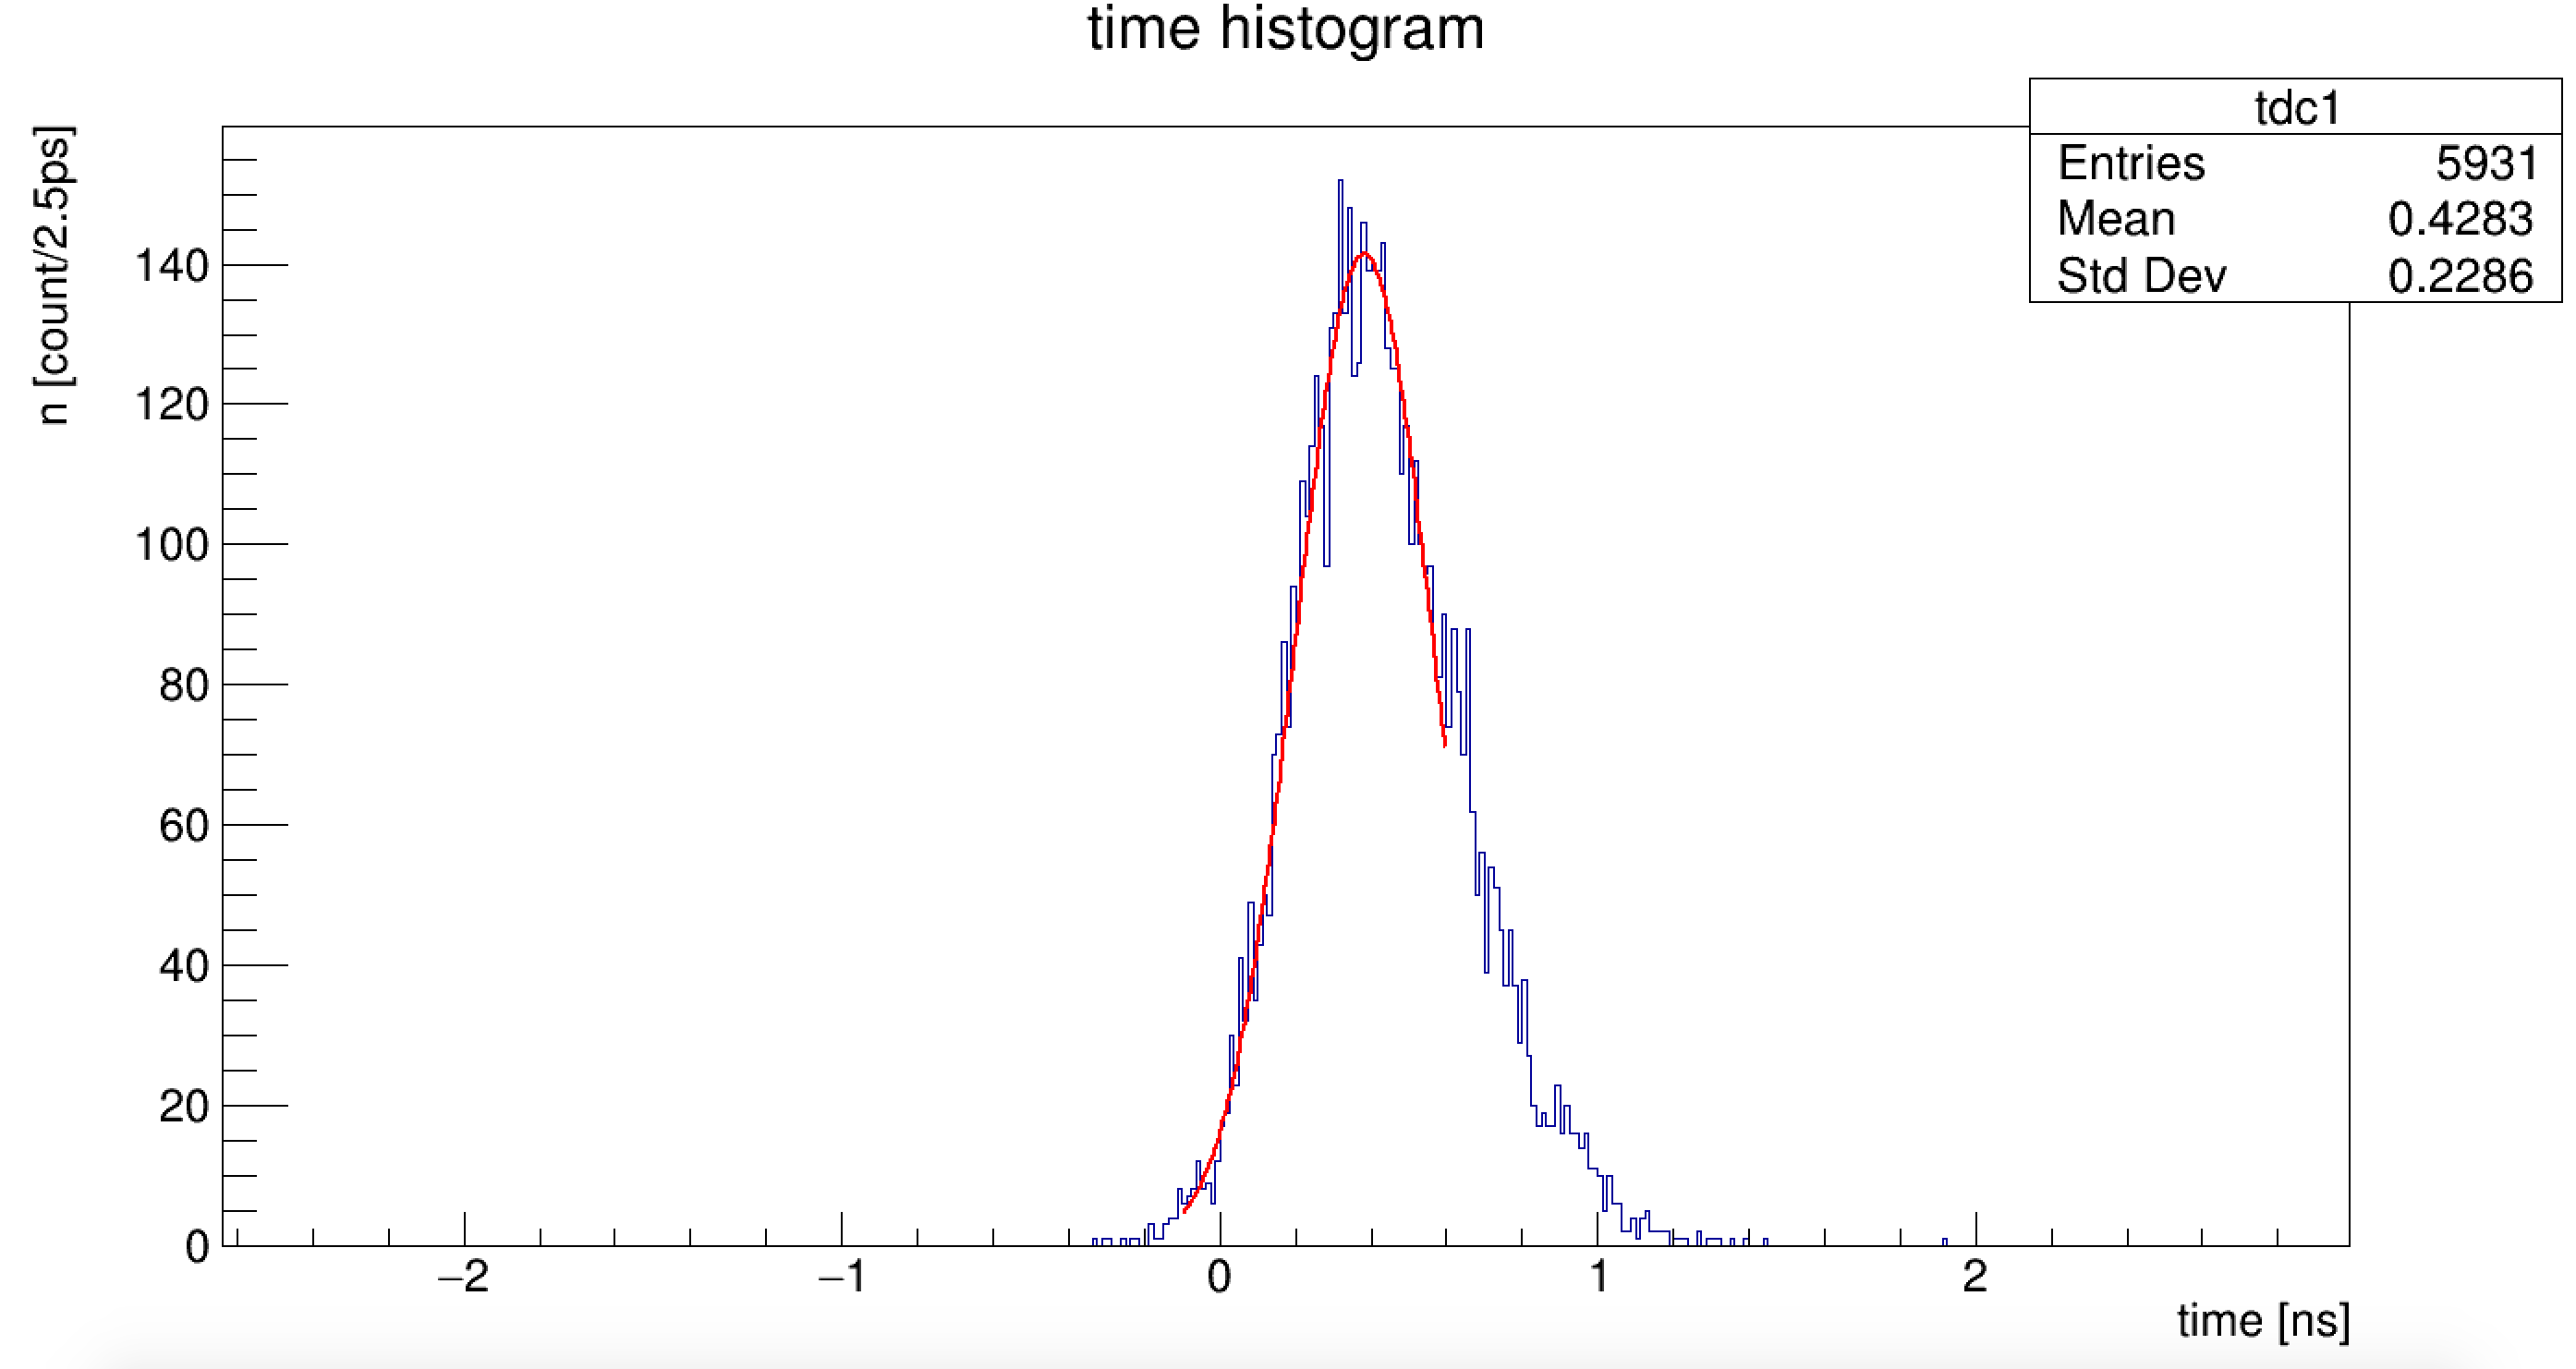 time histogram
tdc1
Entries 5931
Mean 0.4283
Std Dev 0.2286
n [count/2.5ps]
140
120
100
80
60
40
20
0
−2 −1 0 1 2
time [ns]